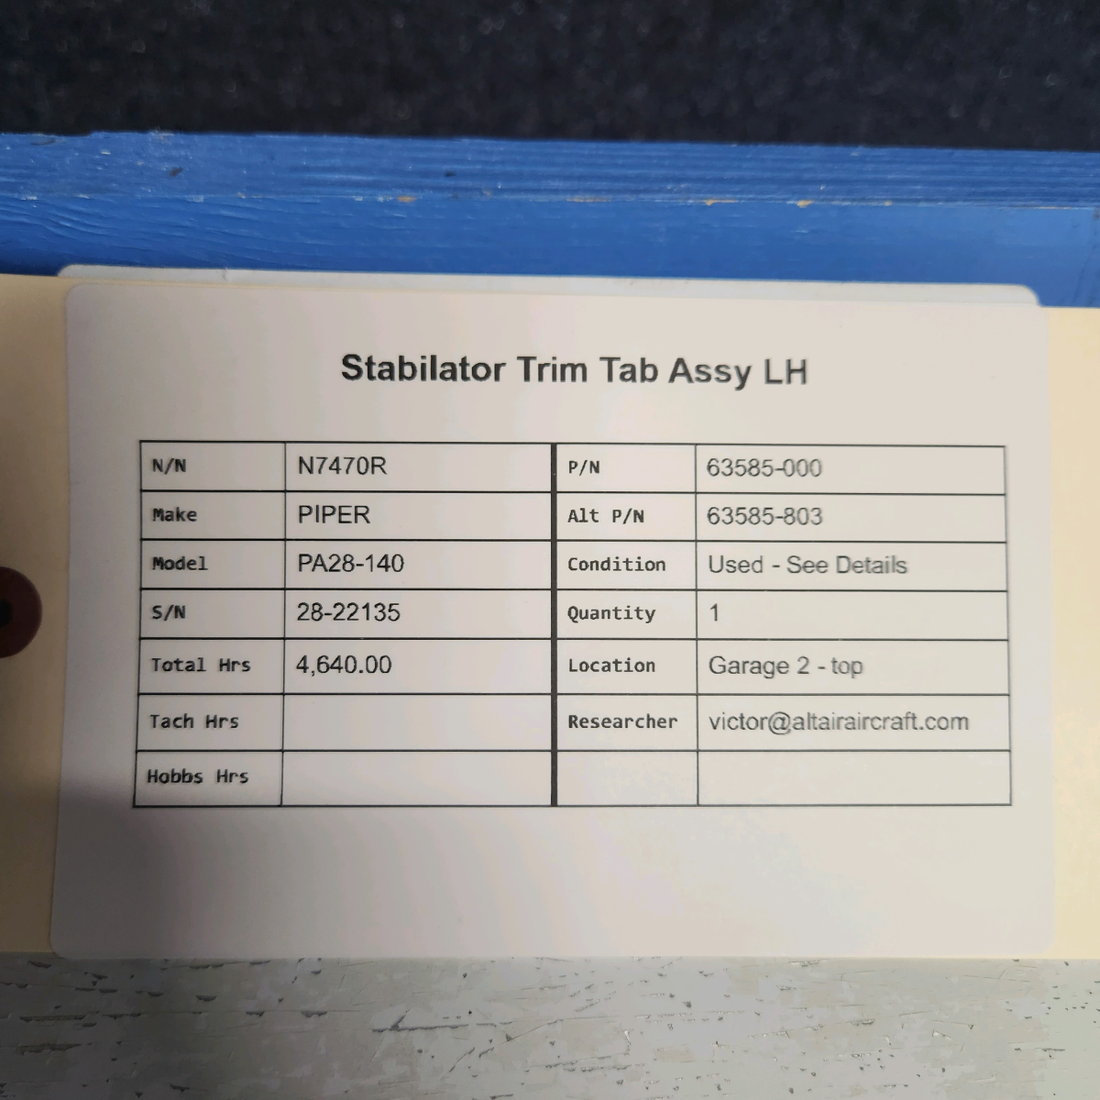 Stabilator Trim Tab Assy LH
N/N N7470R P/N 63585-000
Make PIPER Alt P/N 63585-803
Model PA28-140 Condition Used - See Details
S/N 28-22135 Quantity 1
Total Hrs 4,640.00 Location Garage 2 - top
Tach Hrs Researcher victor@altairaircraft.com
Hobbs Hrs